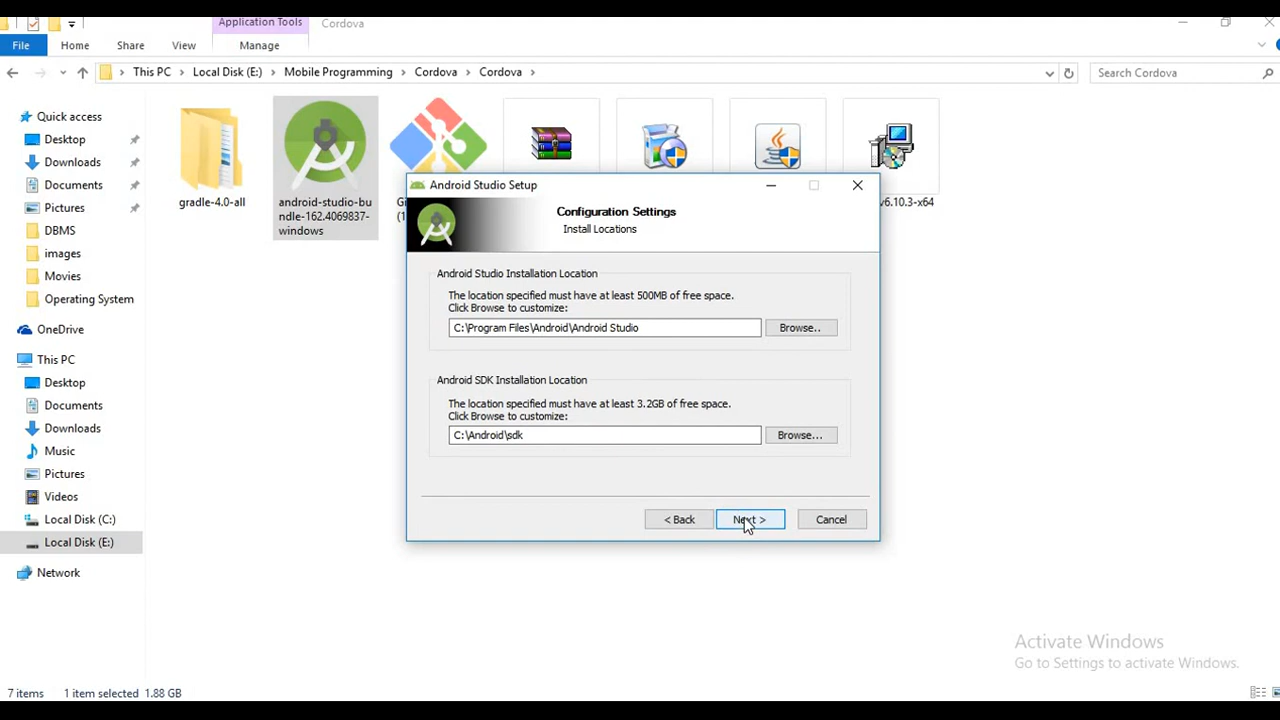 Application Tools
Cordova
File
Home
Share
View
Manage
This PC
Local Disk (E:)
Mobile Programming
Cordova
Cordova
Search Cordova
Quick access
Desktop
Downloads
Documents
Pictures
DBMS
images
Movies
Operating System
OneDrive
This PC
Desktop
Documents
Downloads
Music
Pictures
Videos
Local Disk (C:)
Local Disk (E:)
Network
gradle-4.0-all
android-studio-bu
ndle-162.4069837-
windows
v6.10.3-x64
Android Studio Setup
Configuration Settings
Install Locations
Android Studio Installation Location
The location specified must have at least 500MB of free space.
Click Browse to customize:
C:\Program Files\Android\Android Studio
Browse..
Android SDK Installation Location
The location specified must have at least 3.2GB of free space.
Click Browse to customize:
C:\Android\sdk
Browse...
< Back
Next >
Cancel
Activate Windows
Go to Settings to activate Windows.
7 items
1 item selected 1.88 GB